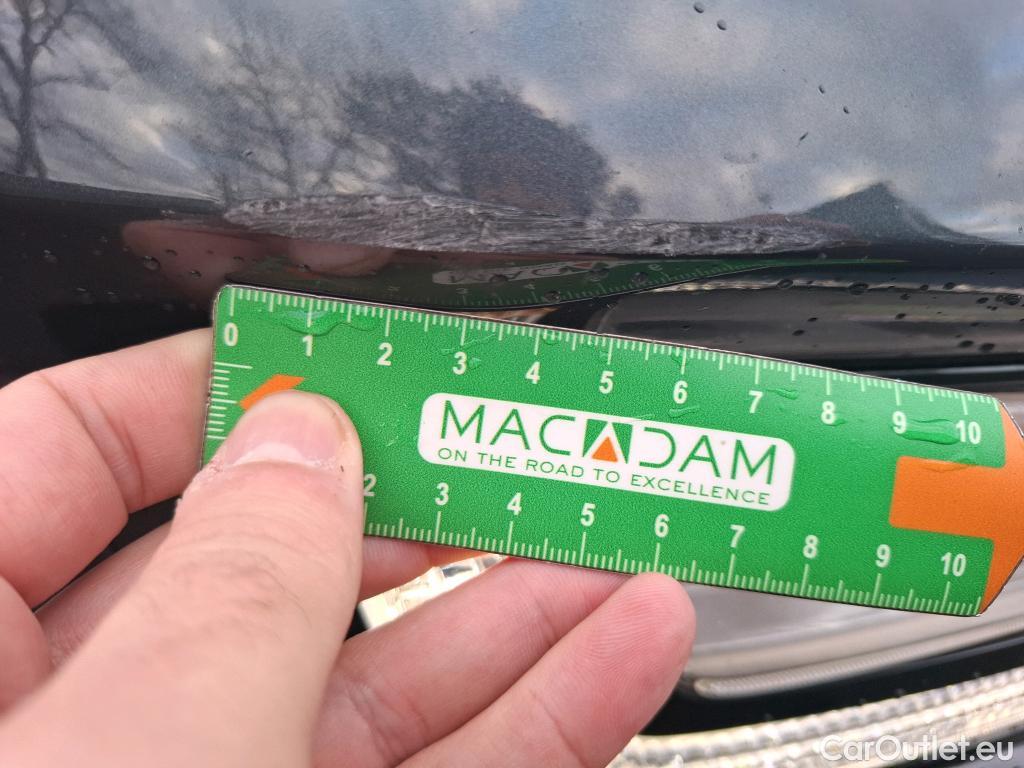 0 1 2 3 4 5 6 7 8 9 10
MACADAM
ON THE ROAD TO EXCELLENCE
2 3 4 5 6 7 8 9 10
CarOutlet.eu